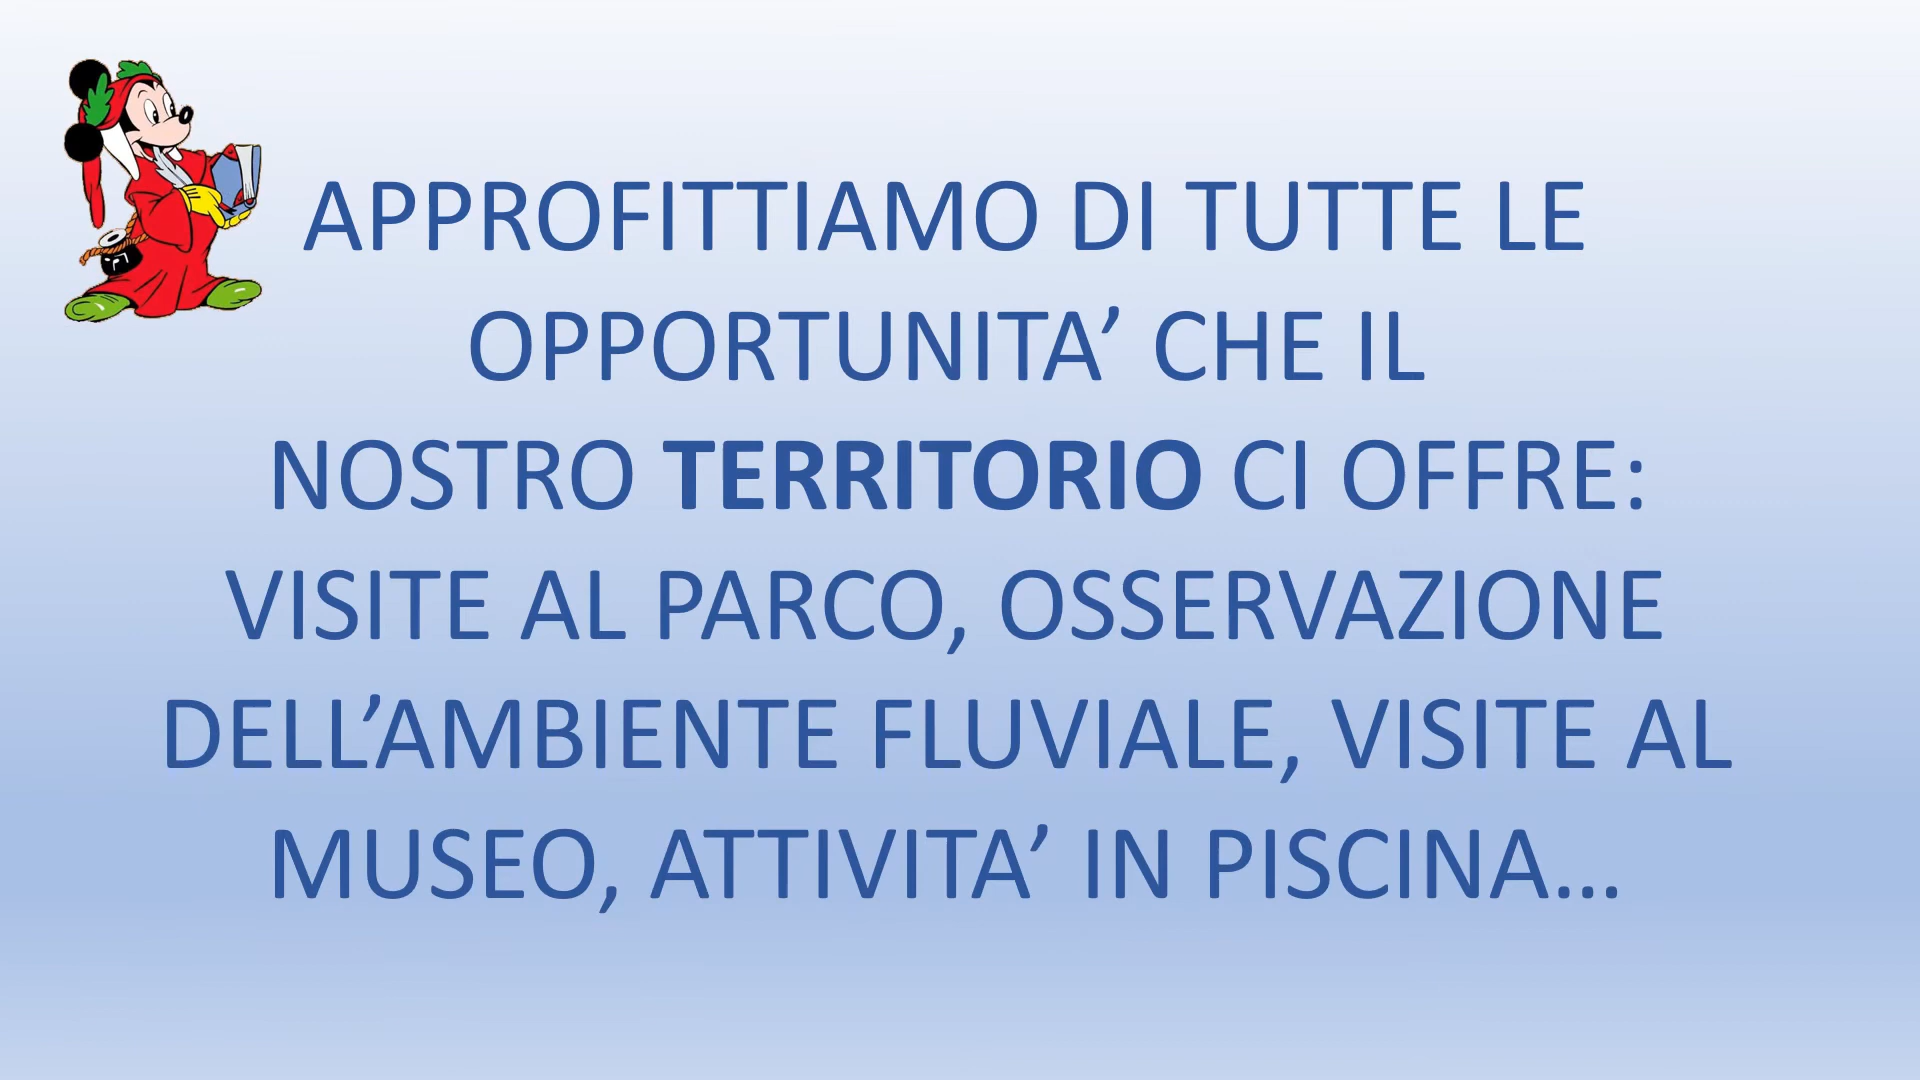 APPROFITTIAMO DI TUTTE LE
OPPORTUNITA’ CHE IL
NOSTRO TERRITORIO CI OFFRE:
VISITE AL PARCO, OSSERVAZIONE
DELL’AMBIENTE FLUVIALE, VISITE AL
MUSEO, ATTIVITA’ IN PISCINA…